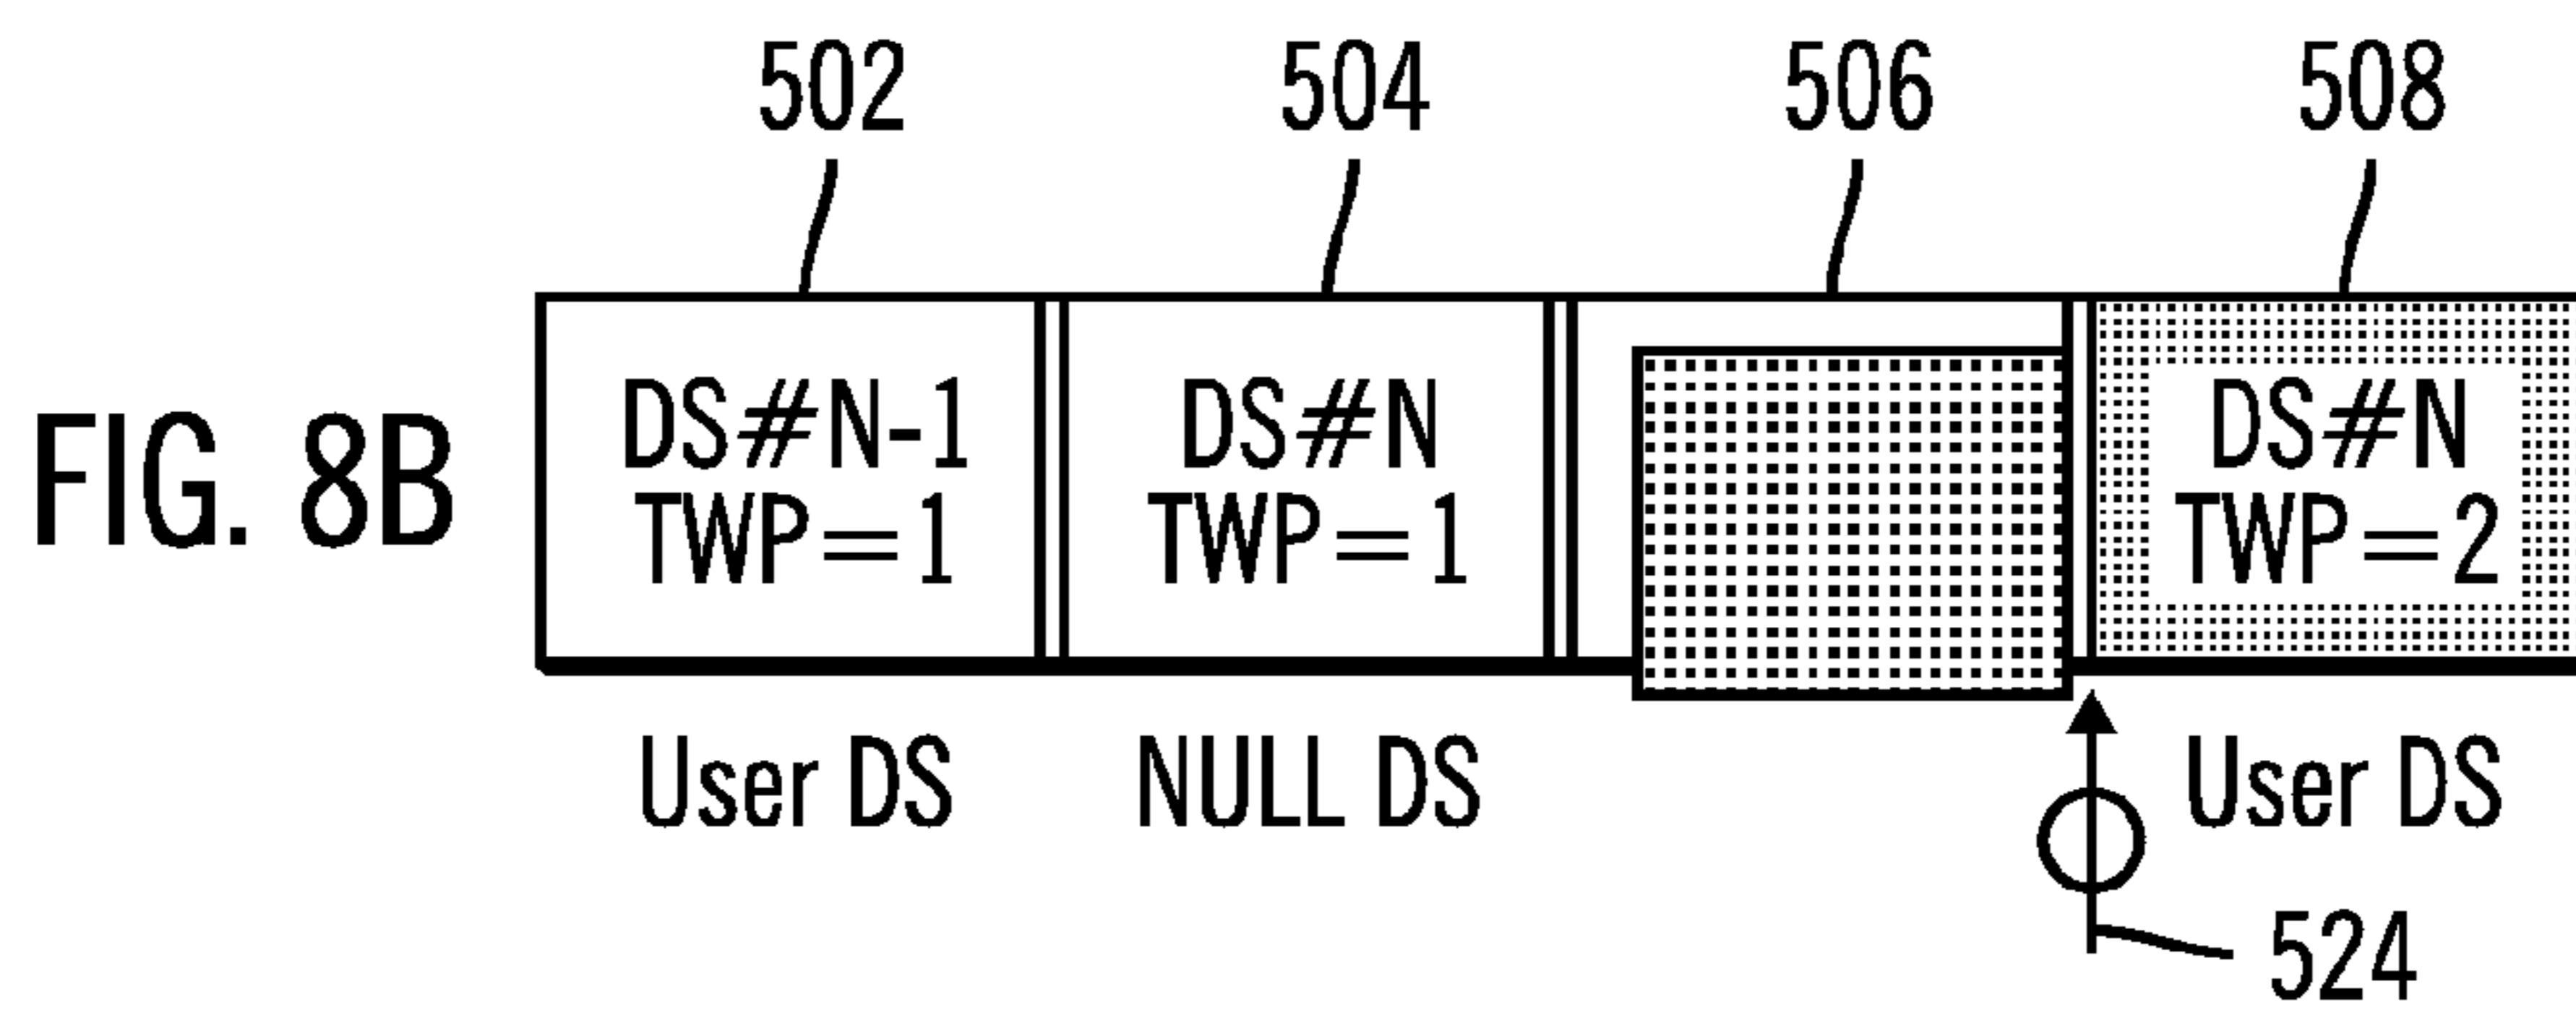 502 504 506 508
FIG. 8B
DS#N-1 DS#N DS#N
TWP=1 TWP=1 TWP=2
User DS NULL DS User DS
524